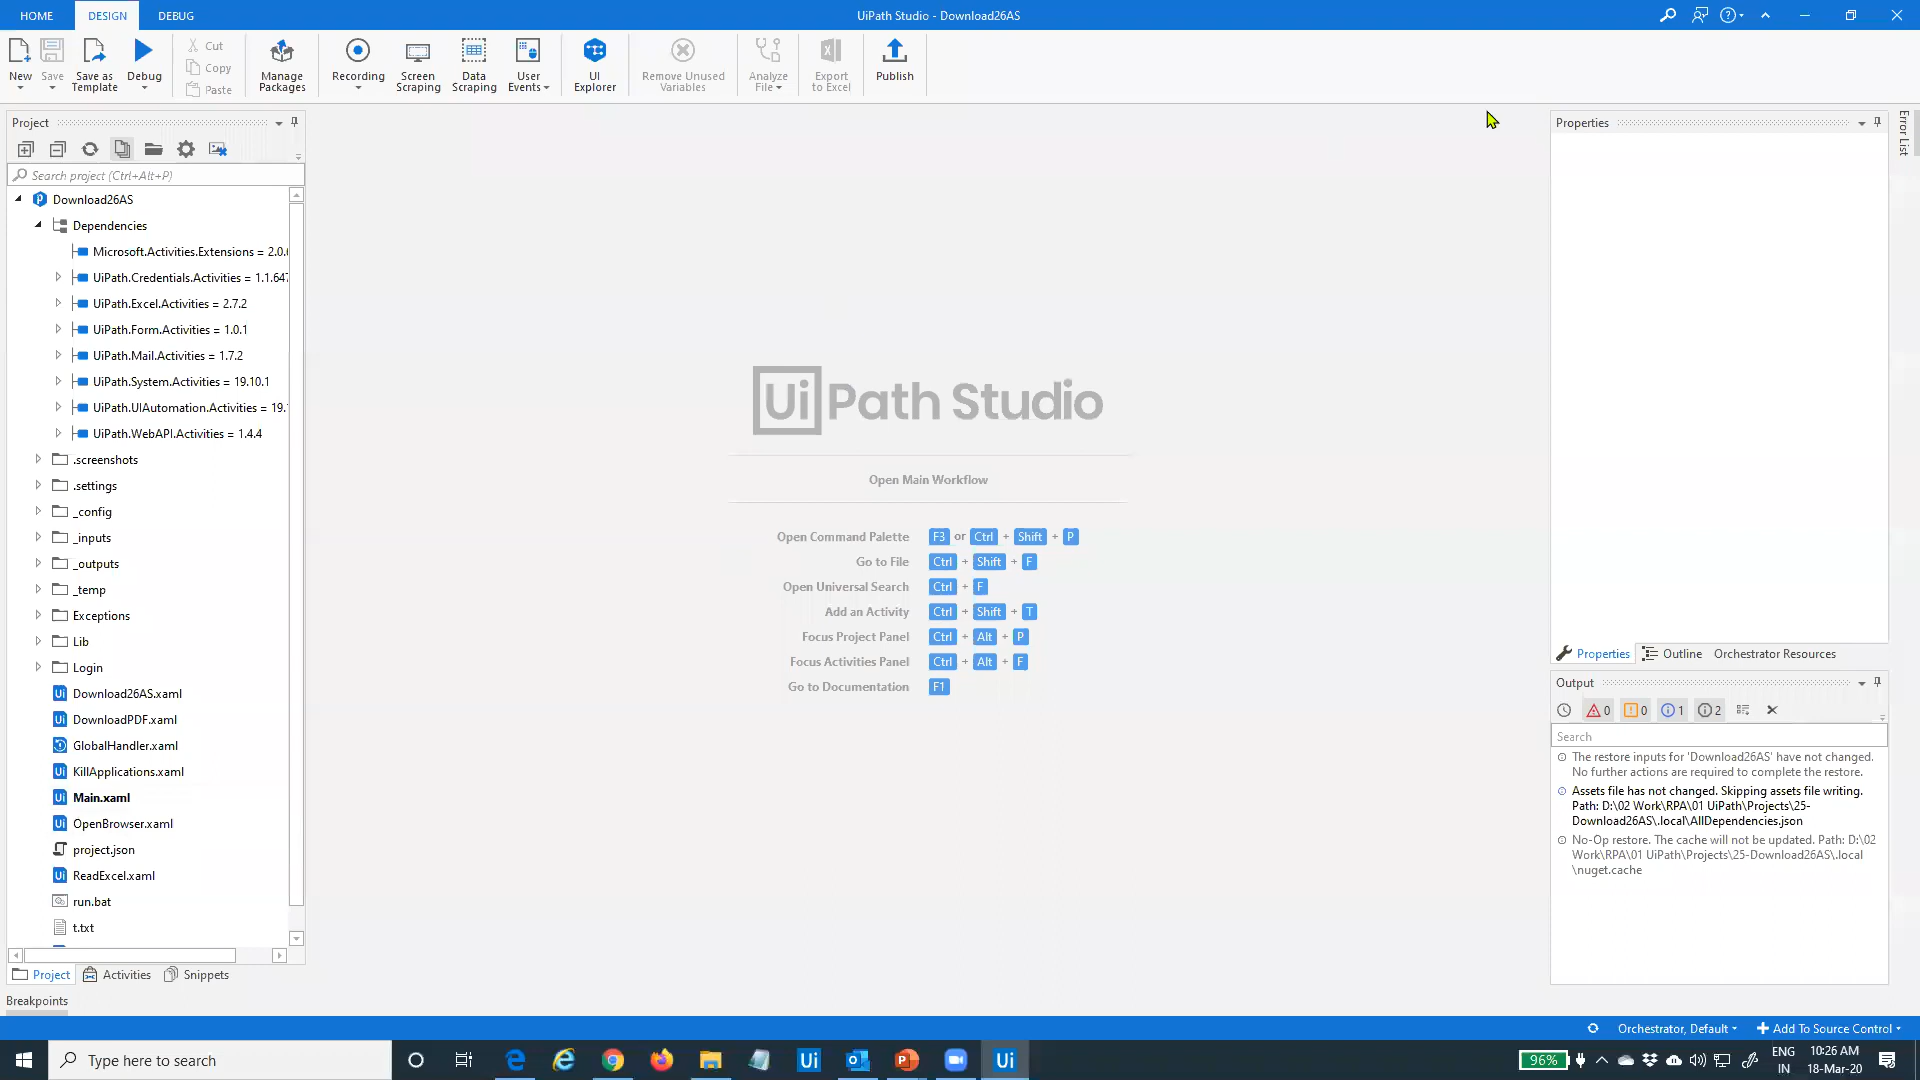 HOME DESIGN DEBUG
UiPath Studio - Download26AS
New Save Save as Template Debug
Cut
Copy
Paste
Manage Packages
Recording
Screen Scraping
Data Scraping
User Events
UI Explorer
Remove Unused Variables
Analyze File
Export to Excel
Publish
Project
Search project (Ctrl+Alt+P)
Download26AS
Dependencies
Microsoft.Activities.Extensions = 2.0.
UiPath.Credentials.Activities = 1.1.647
UiPath.Excel.Activities = 2.7.2
UiPath.Form.Activities = 1.0.1
UiPath.Mail.Activities = 1.7.2
UiPath.System.Activities = 19.10.1
UiPath.UIAutomation.Activities = 19.
UiPath.WebAPI.Activities = 1.4.4
.screenshots
.settings
_config
_inputs
_outputs
_temp
Exceptions
Lib
Login
Download26AS.xaml
DownloadPDF.xaml
GlobalHandler.xaml
KillApplications.xaml
Main.xaml
OpenBrowser.xaml
project.json
ReadExcel.xaml
run.bat
t.txt
Project Activities Snippets
Breakpoints
UiPath Studio
Open Main Workflow
Open Command Palette F3 or Ctrl + Shift + P
Go to File Ctrl + Shift + F
Open Universal Search Ctrl + F
Add an Activity Ctrl + Shift + T
Focus Project Panel Ctrl + Alt + P
Focus Activities Panel Ctrl + Alt + F
Go to Documentation F1
Properties
Error List
Properties Outline Orchestrator Resources
Output
0 0 1 2
Search
The restore inputs for 'Download26AS' have not changed.
No further actions are required to complete the restore.
Assets file has not changed. Skipping assets file writing.
Path: D:\02 Work\RPA\01 UiPath\Projects\25-
Download26AS\.local\AllDependencies.json
No-Op restore. The cache will not be updated. Path: D:\02
Work\RPA\01 UiPath\Projects\25-Download26AS\.local
\nuget.cache
Orchestrator, Default Add To Source Control
Type here to search
Ui
Ui
96%
ENG
IN
10:26 AM
18-Mar-20